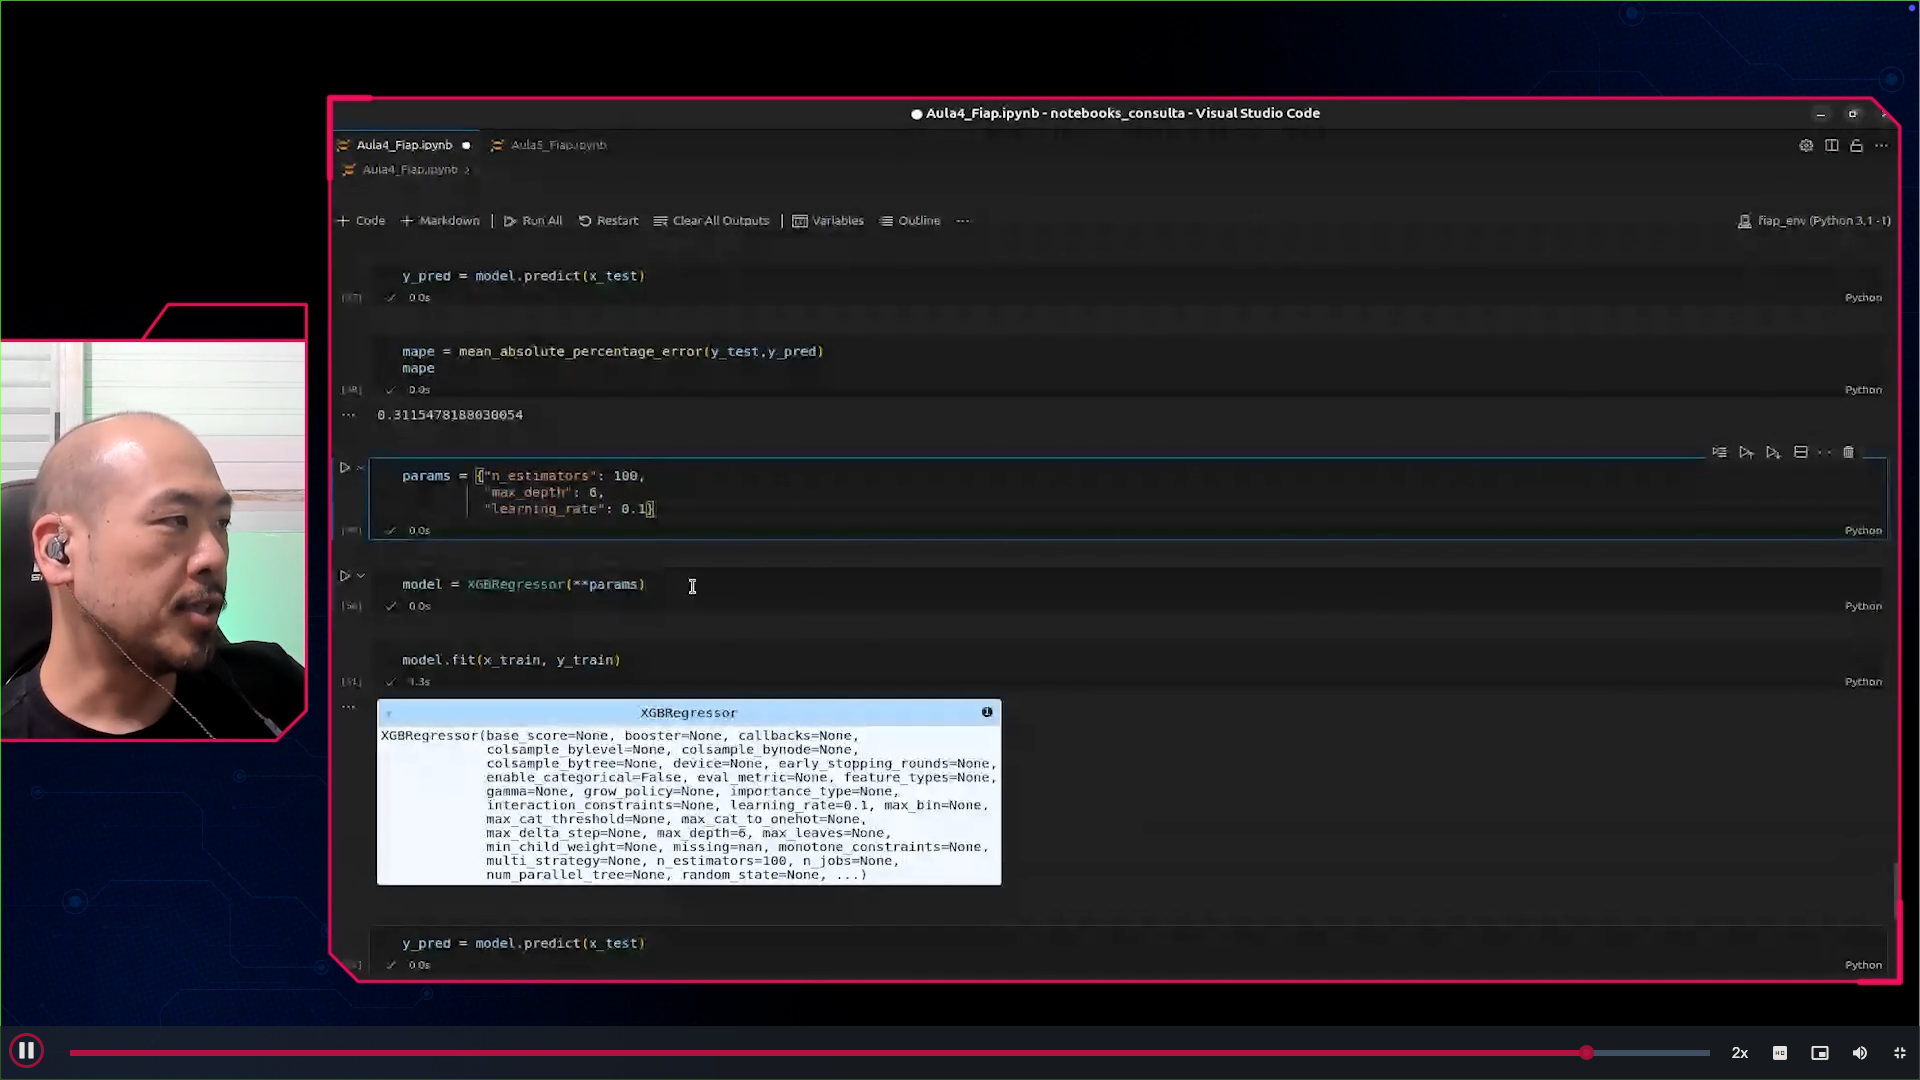 Aula4_Fiap.ipynb - notebooks_consulta - Visual Studio Code
Aula4_Fiap.ipynb
Aula5_Fiap.ipynb
Aula4_Fiap.ipynb
Code
Markdown
Run All
Restart
Clear All Outputs
Variables
Outline
fiap_env (Python 3.1 -1)
y_pred = model.predict(x_test)
0.0s
Python
mape = mean_absolute_percentage_error(y_test,y_pred)
mape
0.0s
Python
0.3115478188030054
params = {"n_estimators": 100,
"max_depth": 6,
"learning_rate": 0.1}
0.0s
Python
model = XGBRegressor(**params)
0.0s
Python
model.fit(x_train, y_train)
Python
XGBRegressor
XGBRegressor(base_score=None, booster=None, callbacks=None,
colsample_bylevel=None, colsample_bynode=None,
colsample_bytree=None, device=None, early_stopping_rounds=None,
enable_categorical=False, eval_metric=None, feature_types=None,
gamma=None, grow_policy=None, importance_type=None,
interaction_constraints=None, learning_rate=0.1, max_bin=None,
max_cat_threshold=None, max_cat_to_onehot=None,
max_delta_step=None, max_depth=6, max_leaves=None,
min_child_weight=None, missing=nan, monotone_constraints=None,
multi_strategy=None, n_estimators=100, n_jobs=None,
num_parallel_tree=None, random_state=None, ...)
y_pred = model.predict(x_test)
0.0s
Python
2x
HD